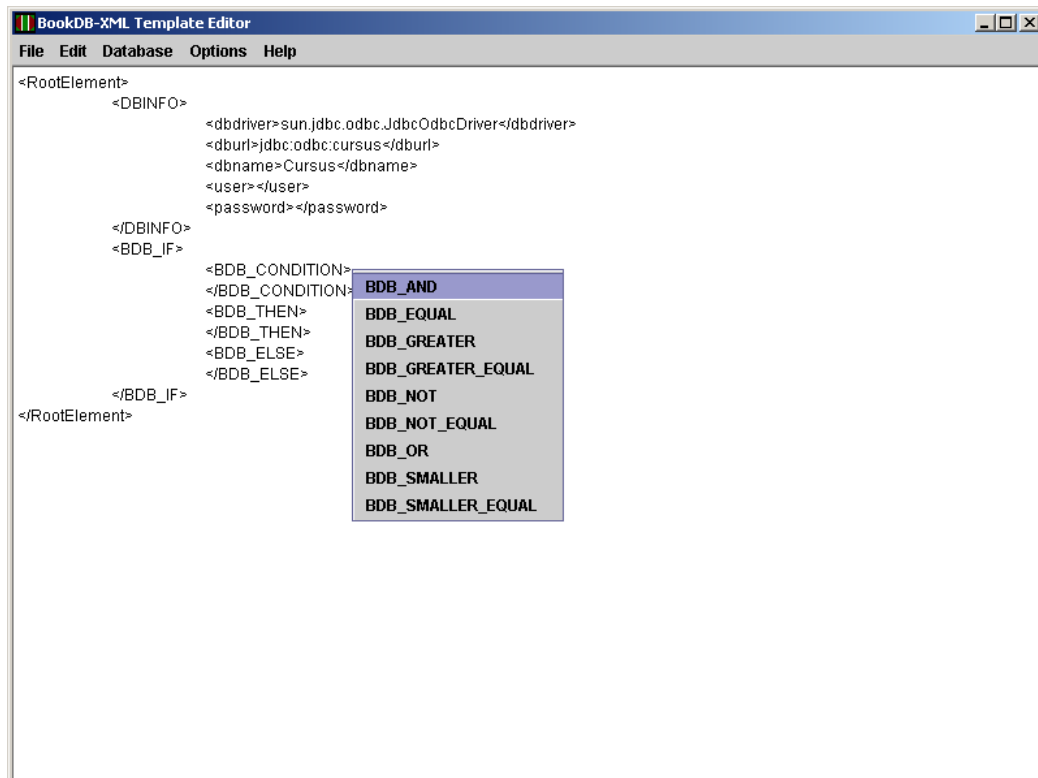 BookDB-XML Template Editor
File Edit Database Options Help
<RootElement>
<DBINFO>
<dbdriver>sun.jdbc.odbc.JdbcOdbcDriver</dbdriver>
<dburl>jdbc:odbc:cursus</dburl>
<dbname>Cursus</dbname>
<user></user>
<password></password>
</DBINFO>
<BDB_IF>
<BDB_CONDITION>
</BDB_CONDITION>
<BDB_THEN>
</BDB_THEN>
<BDB_ELSE>
</BDB_ELSE>
</BDB_IF>
</RootElement>
BDB_AND
BDB_EQUAL
BDB_GREATER
BDB_GREATER_EQUAL
BDB_NOT
BDB_NOT_EQUAL
BDB_OR
BDB_SMALLER
BDB_SMALLER_EQUAL